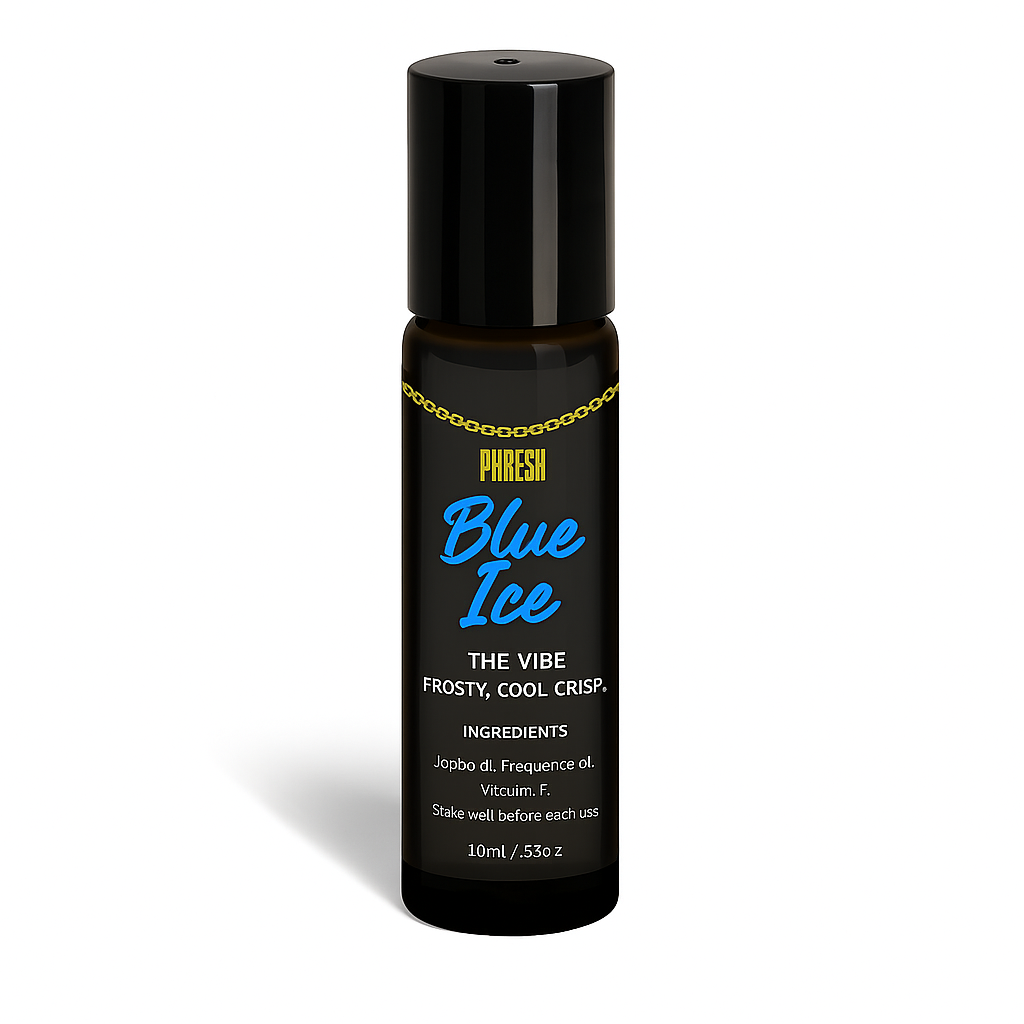 PHRESH
Blue
Ice
THE VIBE
FROSTY, COOL CRISP.
INGREDIENTS
Jopbo dl. Frequence ol.
Vitcuim. F.
Stake well before each uss
10ml /.53o z